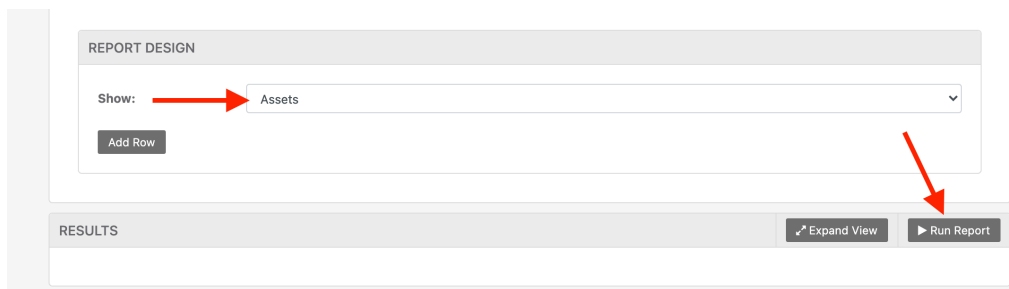 REPORT DESIGN
Show:
Assets
Add Row
RESULTS
Expand View
Run Report